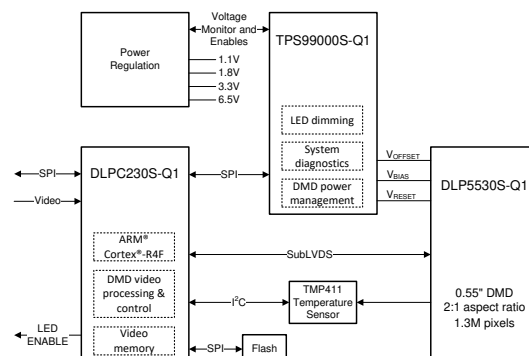 Power
Regulation
Voltage
Monitor and
Enables
1.1V
1.8V
3.3V
6.5V
TPS99000S-Q1
LED dimming
System
diagnostics
DMD power
management
SPI
Video
LED
ENABLE
DLPC230S-Q1
ARM®
Cortex®-R4F
DMD video
processing &
control
Video
memory
SPI
SubLVDS
I²C
TMP411
Temperature
Sensor
SPI
Flash
VOFFSET
VBIAS
VRESET
DLP5530S-Q1
0.55" DMD
2:1 aspect ratio
1.3M pixels